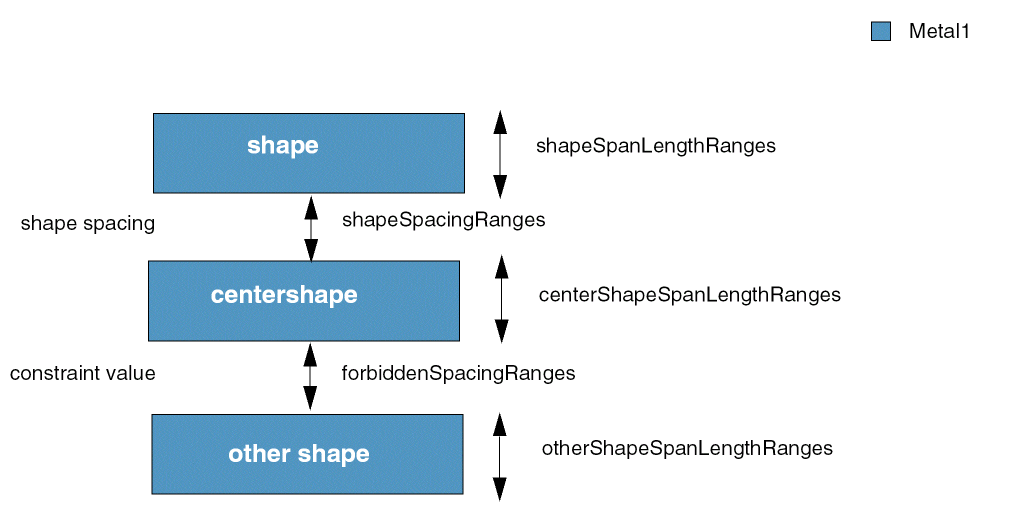 Metal1
shape
shapeSpanLengthRanges
shape spacing
shapeSpacingRanges
centershape
centerShapeSpanLengthRanges
constraint value
forbiddenSpacingRanges
other shape
otherShapeSpanLengthRanges